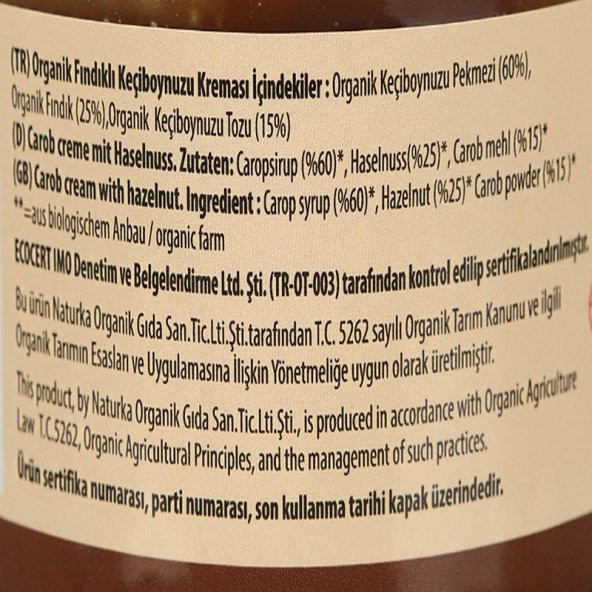 (TR) Organik Fındıklı Keçiboynuzu Kreması İçindekiler : Organik Keçiboynuzu Pekmezi (60%),
Organik Fındık (25%),Organik Keçiboynuzu Tozu (15%)
(D) Carob creme mit Haselnuss. Zutaten: Caropsirup (%60)*, Haselnuss(%25)*, Carob mehl (%15)*
(GB) Carob cream with hazelnut. Ingredient : Carop syrup (%60)*, Hazelnut (%25)* Carob powder (%15 )*
**=aus biologischem Anbau / organic farm
ECOCERT IMO Denetim ve Belgelendirme Ltd. Şti. (TR-OT-003) tarafından kontrol edilip sertifikalandırılmıştır.
Bu ürün Naturka Organik Gıda San.Tic.Lti.Şti.tarafından T.C. 5262 sayılı Organik Tarım Kanunu ve ilgili
Organik Tarımın Esasları ve Uygulamasına İlişkin Yönetmeliğe uygun olarak üretilmiştir.
This product, by Naturka Organik Gıda San.Tic.Lti.Şti., is produced in accordance with Organic Agriculture
Law T.C.5262, Organic Agricultural Principles, and the management of such practices.
Ürün sertifika numarası, parti numarası, son kullanma tarihi kapak üzerindedir.